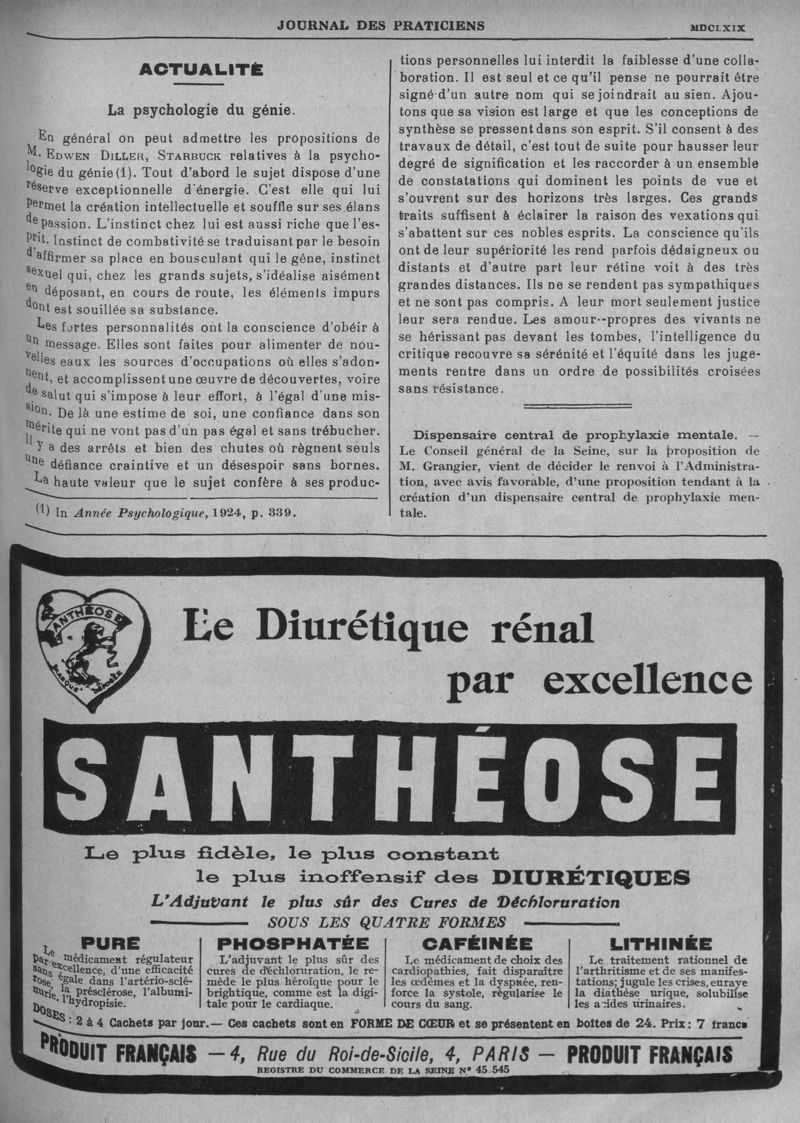 JOURNAL DES PRATICIENS MDCLXIX
ACTUALITÉ
La psychologie du génie.
En général on peut admettre les propositions de
M. EDWEN DILLER, STARBUCK relatives à la psycho-
logie du génie (1). Tout d'abord le sujet dispose d'une
réserve exceptionnelle d'énergie. C'est elle qui lui
permet la création intellectuelle et souffle sur ses élans
de passion. L'instinct chez lui est aussi riche que l'es-
prit. Instinct de combativité se traduisant par le besoin
d'affirmer sa place en bousculant qui le gêne, instinct
sexuel qui, chez les grands sujets, s'idéalise aisément
en déposant, en cours de route, les éléments impurs
dont est souillée sa substance.
Les fortes personnalités ont la conscience d'obéir à
un message. Elles sont faites pour alimenter de nou-
velles eaux les sources d'occupations où elles s'adon-
nent, et accomplissent une œuvre de découvertes, voire
de salut qui s'impose à leur effort, à l'égal d'une mis-
sion. De là une estime de soi, une confiance dans son
mérite qui ne vont pas d'un pas égal et sans trébucher.
Il y a des arrêts et bien des chutes où règnent seuls
une défiance craintive et un désespoir sans bornes.
La haute valeur que le sujet confère à ses produc-
(1) In Année Psychologique, 1924, p. 339.
tions personnelles lui interdit la faiblesse d'une colla-
boration. Il est seul et ce qu'il pense ne pourrait être
signé d'un autre nom qui se joindrait au sien. Ajou-
tons que sa vision est large et que les conceptions de
synthèse se pressent dans son esprit. S'il consent à des
travaux de détail, c'est tout de suite pour hausser leur
degré de signification et les raccorder à un ensemble
de constatations qui dominent les points de vue et
s'ouvrent sur des horizons très larges. Ces grands
traits suffisent à éclairer la raison des vexations qui
s'abattent sur ces nobles esprits. La conscience qu'ils
ont de leur supériorité les rend parfois dédaigneux ou
distants et d'autre part leur rétine voit à des très
grandes distances. Ils ne se rendent pas sympathiques
et ne sont pas compris. A leur mort seulement justice
leur sera rendue. Les amour--propres des vivants ne
se hérissant pas devant les tombes, l'intelligence du
critique recouvre sa sérénité et l'équité dans les juge-
ments rentre dans un ordre de possibilités croisées
sans résistance.
Dispensaire central de prophylaxie mentale. —
Le Conseil général de la Seine, sur la proposition de
M. Grangier, vient de décider le renvoi à l'Administra-
tion, avec avis favorable, d'une proposition tendant à la
création d'un dispensaire central de prophylaxie men-
tale.
SANTHÉOSE
MARQUE DÉPOSÉE
Le Diurétique rénal
par excellence
SANTHÉOSE
Le plus fidèle, le plus constant
le plus inoffensif des DIURÉTIQUES
L'Adjuvant le plus sûr des Cures de Déchloruration
SOUS LES QUATRE FORMES
PURE
Le médicament régulateur
par excellence, d'une efficacité
sans égale dans l'artério-sclé-
rose, la présclérose, l'albumi-
nurie, l'hydropisie.
PHOSPHATÉE
L'adjuvant le plus sûr des
cures de déchloruration, le re-
mède le plus héroïque pour le
brightique, comme est la digi-
tale pour le cardiaque.
CAFÉINÉE
Le médicament de choix des
cardiopathies, fait disparaître
les œdèmes et la dyspnée, ren-
force la systole, régularise le
cours du sang.
LITHINÉE
Le traitement rationnel de
l'arthritisme et de ses manifes-
tations; jugule les crises, enraye
la diathèse urique, solubilise
les acides urinaires.
DOSES : 2 à 4 Cachets par jour. — Ces cachets sont en FORME DE CŒUR et se présentent en boîtes de 24. Prix : 7 francs
PRODUIT FRANÇAIS — 4, Rue du Roi-de-Sicile, 4, PARIS — PRODUIT FRANÇAIS
REGISTRE DU COMMERCE DE LA SEINE N° 45.545